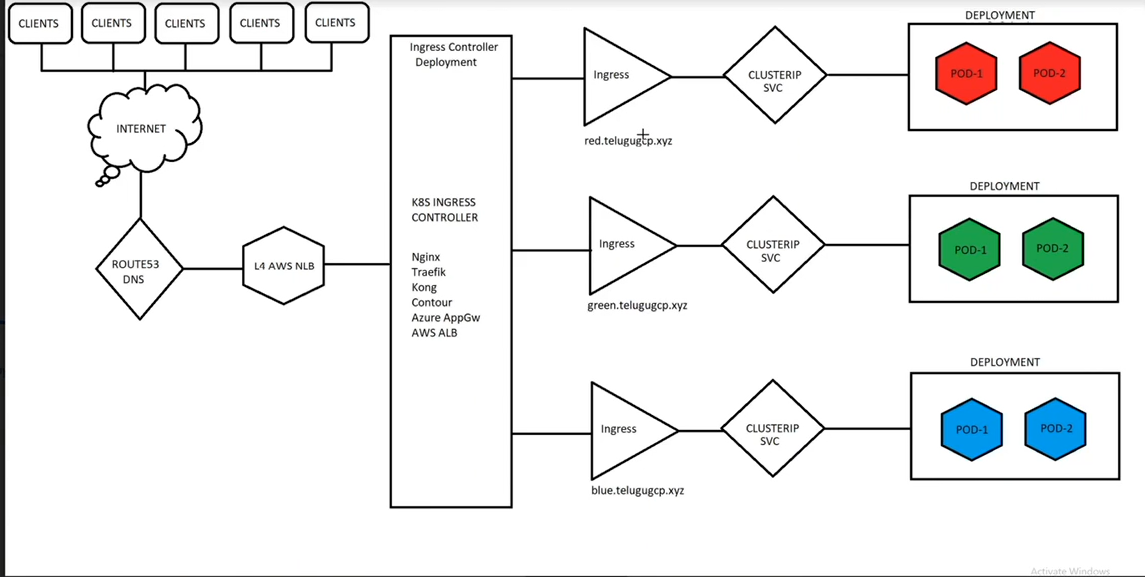 CLIENTS
CLIENTS
CLIENTS
CLIENTS
CLIENTS
INTERNET
ROUTE53
DNS
L4 AWS NLB
Ingress Controller
Deployment
K8S INGRESS
CONTROLLER
Nginx
Traefik
Kong
Contour
Azure AppGw
AWS ALB
Ingress
red.telugugcp.xyz
CLUSTERIP
SVC
DEPLOYMENT
POD-1
POD-2
Ingress
green.telugugcp.xyz
CLUSTERIP
SVC
DEPLOYMENT
POD-1
POD-2
Ingress
blue.telugugcp.xyz
CLUSTERIP
SVC
DEPLOYMENT
POD-1
POD-2
Activate Windows